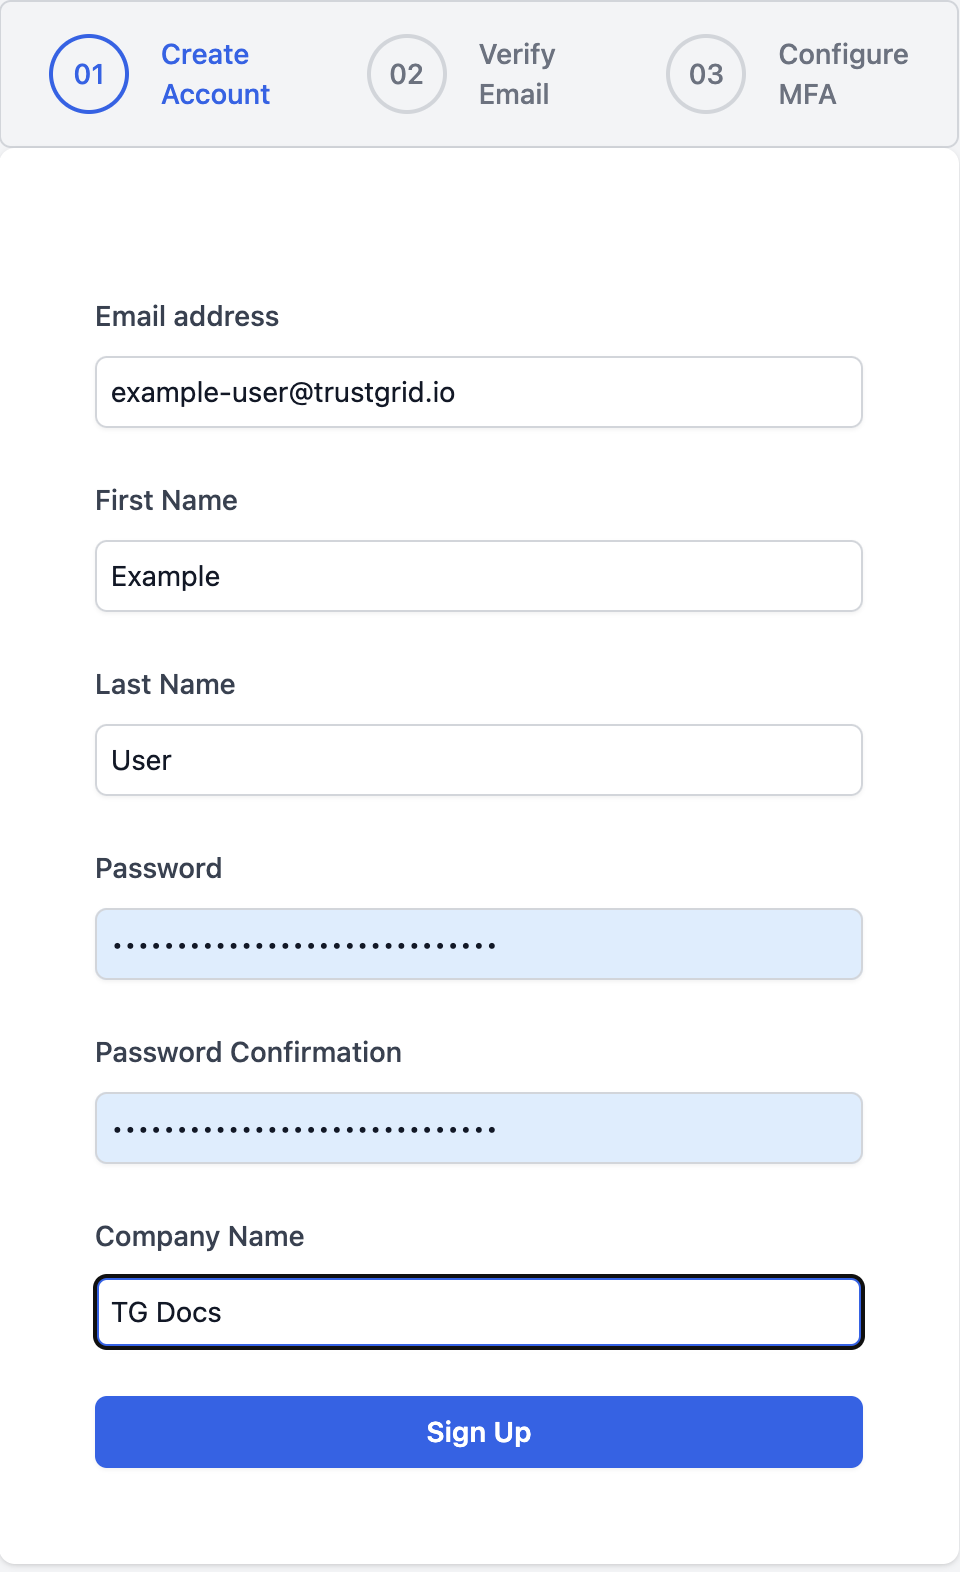 01
Create
Account
02
Verify
Email
03
Configure
MFA
Email address
example-user@trustgrid.io
First Name
Example
Last Name
User
Password
••••••••••••••••••••••••••••••
Password Confirmation
••••••••••••••••••••••••••••••
Company Name
TG Docs
Sign Up